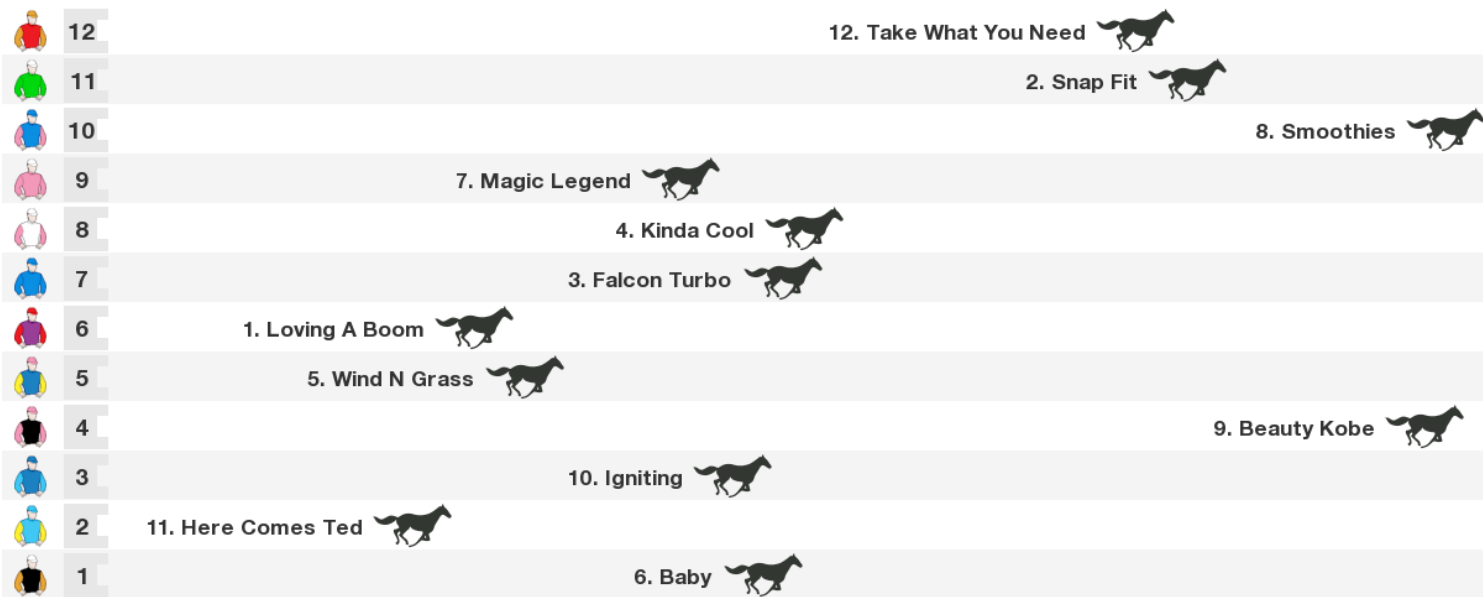 12 12. Take What You Need
11 2. Snap Fit
10 8. Smoothies
9 7. Magic Legend
8 4. Kinda Cool
7 3. Falcon Turbo
6 1. Loving A Boom
5 5. Wind N Grass
4 9. Beauty Kobe
3 10. Igniting
2 11. Here Comes Ted
1 6. Baby